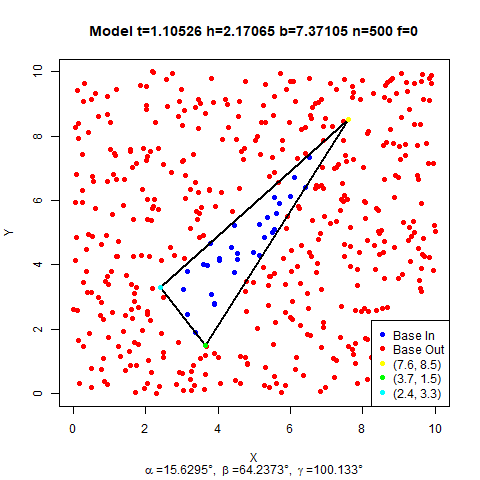 Model t=1.10526 h=2.17065 b=7.37105 n=500 f=0
10
8
6
4
2
0
Y
Base In
Base Out
(7.6, 8.5)
(3.7, 1.5)
(2.4, 3.3)
0 2 4 6 8 10
X
α=15.6295°, β=64.2373°, γ=100.133°